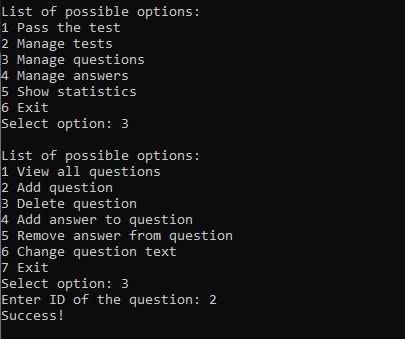 List of possible options:
1 Pass the test
2 Manage tests
3 Manage questions
4 Manage answers
5 Show statistics
6 Exit
Select option: 3
List of possible options:
1 View all questions
2 Add question
3 Delete question
4 Add answer to question
5 Remove answer from question
6 Change question text
7 Exit
Select option: 3
Enter ID of the question: 2
Success!